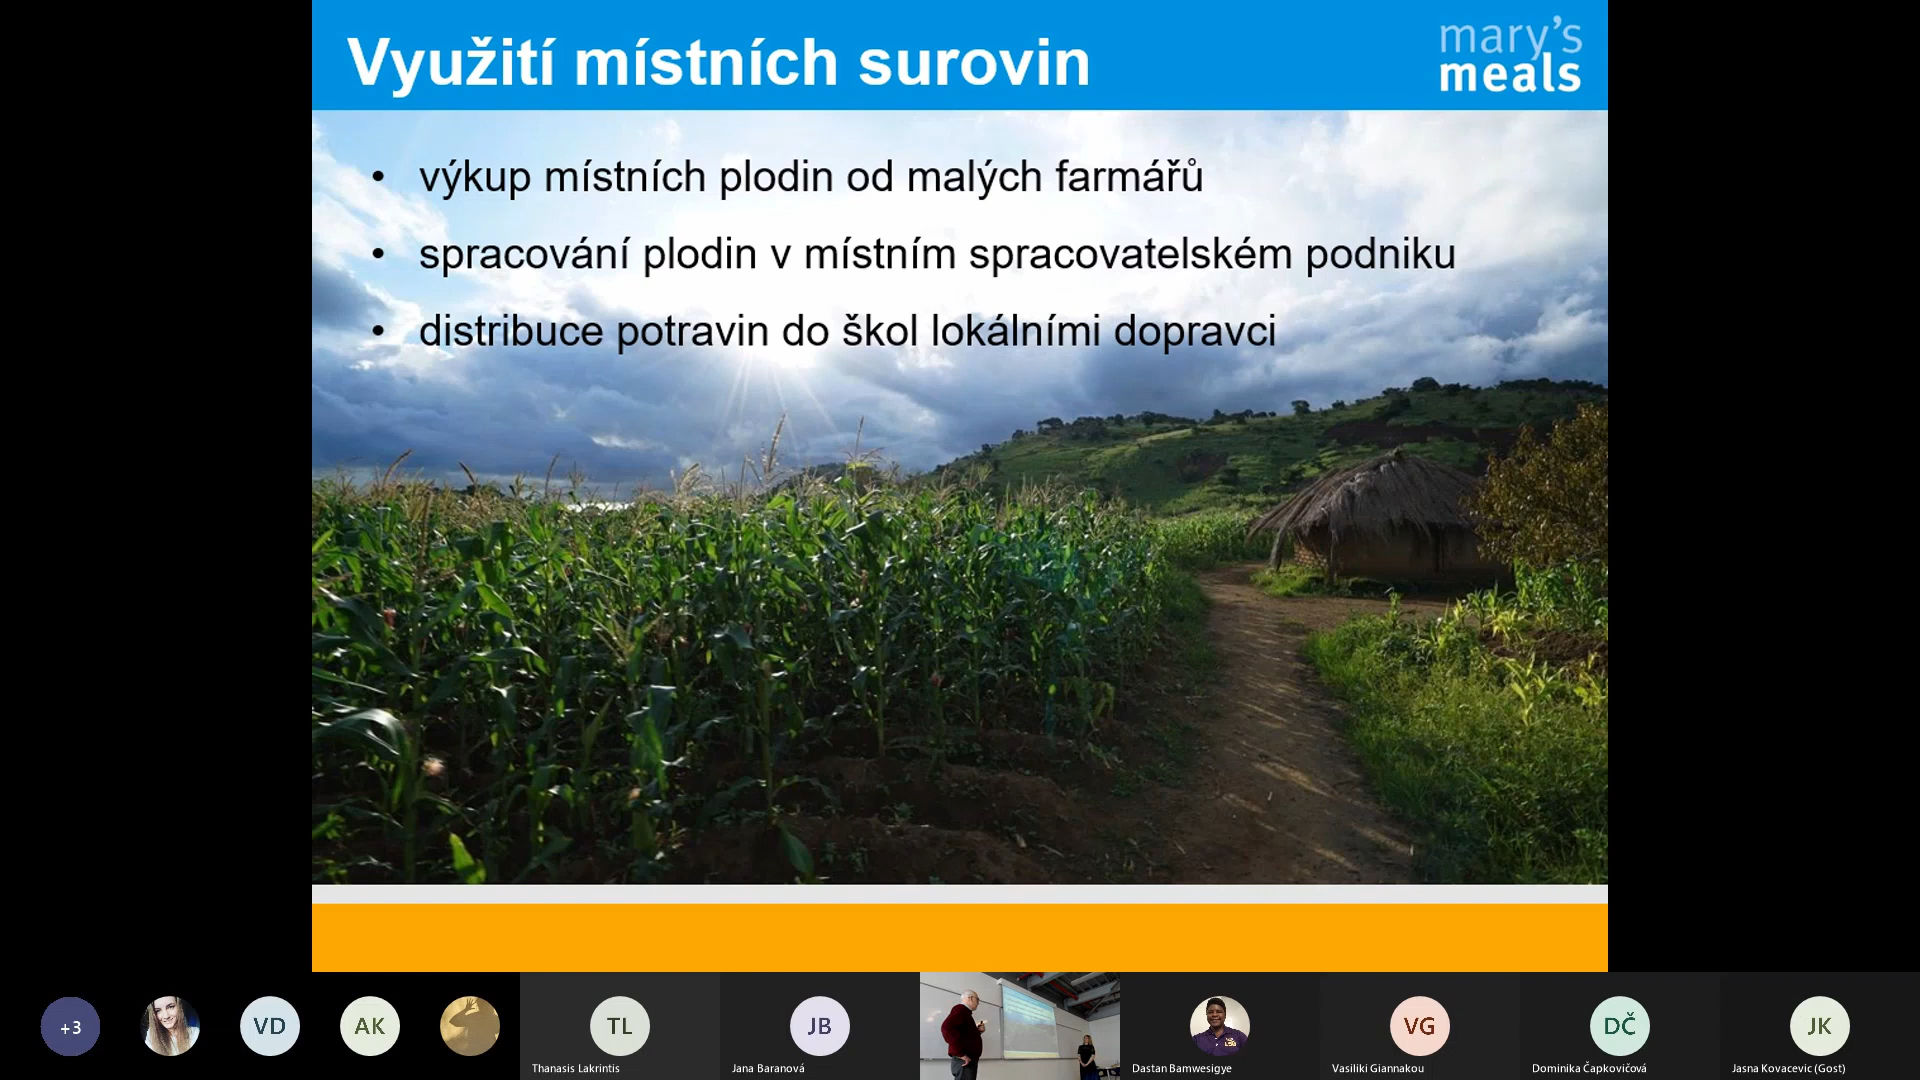 Využití místních surovin
mary's
meals
• výkup místních plodin od malých farmářů
• spracování plodin v místním spracovatelském podniku
• distribuce potravin do škol lokálními dopravci
+3
VD
AK
TL
JB
VG
DČ
JK
Thanasis Lakrintis
Jana Baranová
Dastan Bamwesigye
Vasiliki Giannakou
Dominika Čapkovičová
Jasna Kovacevic (Gost)